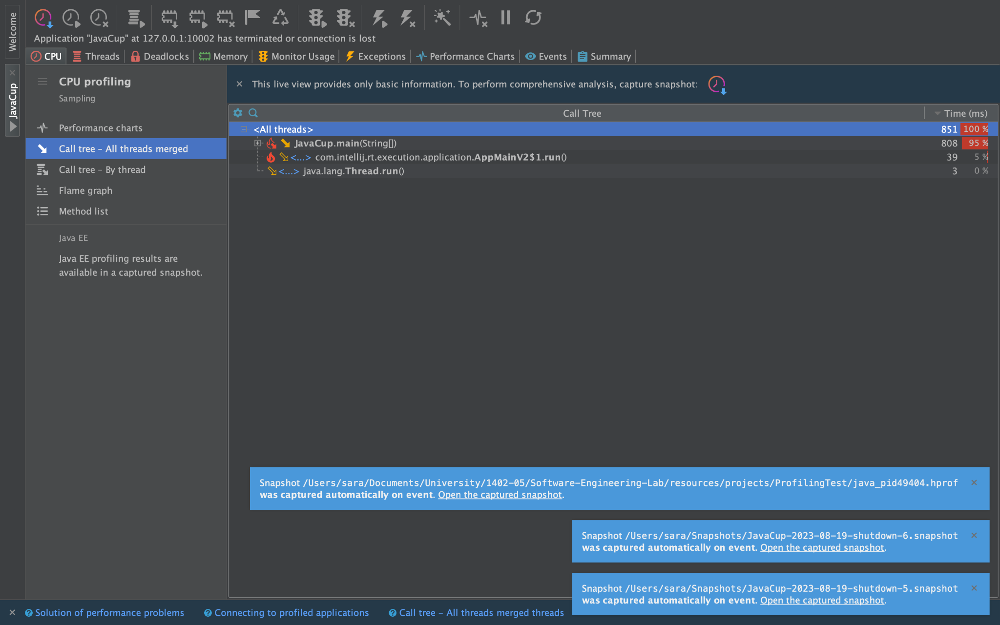 Welcome
JavaCup
Application "JavaCup" at 127.0.0.1:10002 has terminated or connection is lost
CPU Threads Deadlocks Memory Monitor Usage Exceptions Performance Charts Events Summary
CPU profiling
Sampling
Performance charts
Call tree – All threads merged
Call tree – By thread
Flame graph
Method list
Java EE
Java EE profiling results are
available in a captured snapshot.
This live view provides only basic information. To perform comprehensive analysis, capture snapshot:
Call Tree Time (ms)
<All threads> 851 100 %
JavaCup.main(String[]) 808 95 %
<...> com.intellij.rt.execution.application.AppMainV2$1.run() 39 5 %
<...> java.lang.Thread.run() 3 0 %
Snapshot /Users/sara/Documents/University/1402-05/Software-Engineering-Lab/resources/projects/ProfilingTest/java_pid49404.hprof
was captured automatically on event. Open the captured snapshot.
Snapshot /Users/sara/Snapshots/JavaCup-2023-08-19-shutdown-6.snapshot
was captured automatically on event. Open the captured snapshot.
Snapshot /Users/sara/Snapshots/JavaCup-2023-08-19-shutdown-5.snapshot
was captured automatically on event. Open the captured snapshot.
Solution of performance problems Connecting to profiled applications Call tree – All threads merged threads